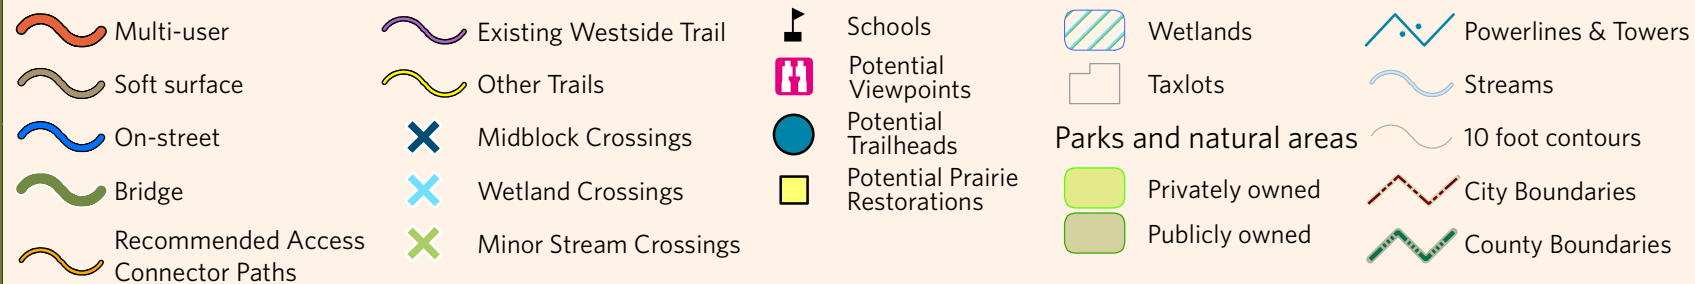 Multi-user
Soft surface
On-street
Bridge
Recommended Access
Connector Paths
Existing Westside Trail
Other Trails
Midblock Crossings
Wetland Crossings
Minor Stream Crossings
Schools
Potential
Viewpoints
Potential
Trailheads
Potential Prairie
Restorations
Wetlands
Taxlots
Parks and natural areas
Privately owned
Publicly owned
Powerlines & Towers
Streams
10 foot contours
City Boundaries
County Boundaries